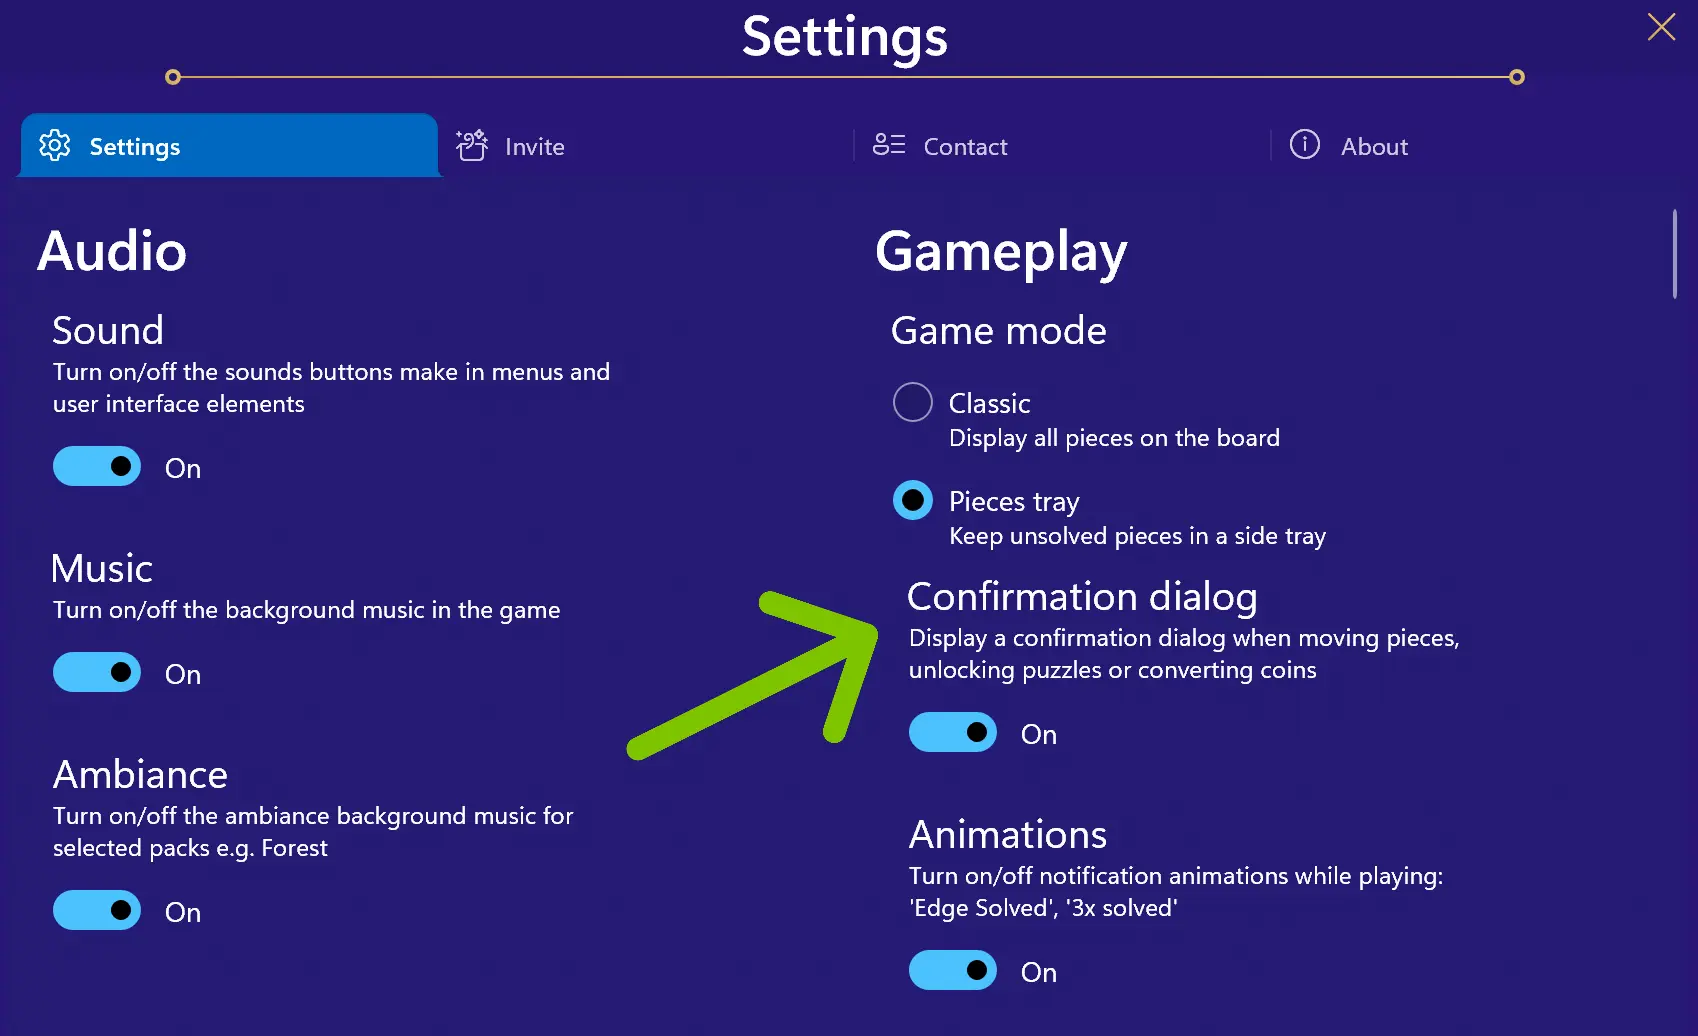 Settings
Settings
Invite
Contact
About
Audio
Sound
Turn on/off the sounds buttons make in menus and
user interface elements
On
Music
Turn on/off the background music in the game
On
Ambiance
Turn on/off the ambiance background music for
selected packs e.g. Forest
On
Gameplay
Game mode
Classic
Display all pieces on the board
Pieces tray
Keep unsolved pieces in a side tray
Confirmation dialog
Display a confirmation dialog when moving pieces,
unlocking puzzles or converting coins
On
Animations
Turn on/off notification animations while playing:
'Edge Solved', '3x solved'
On